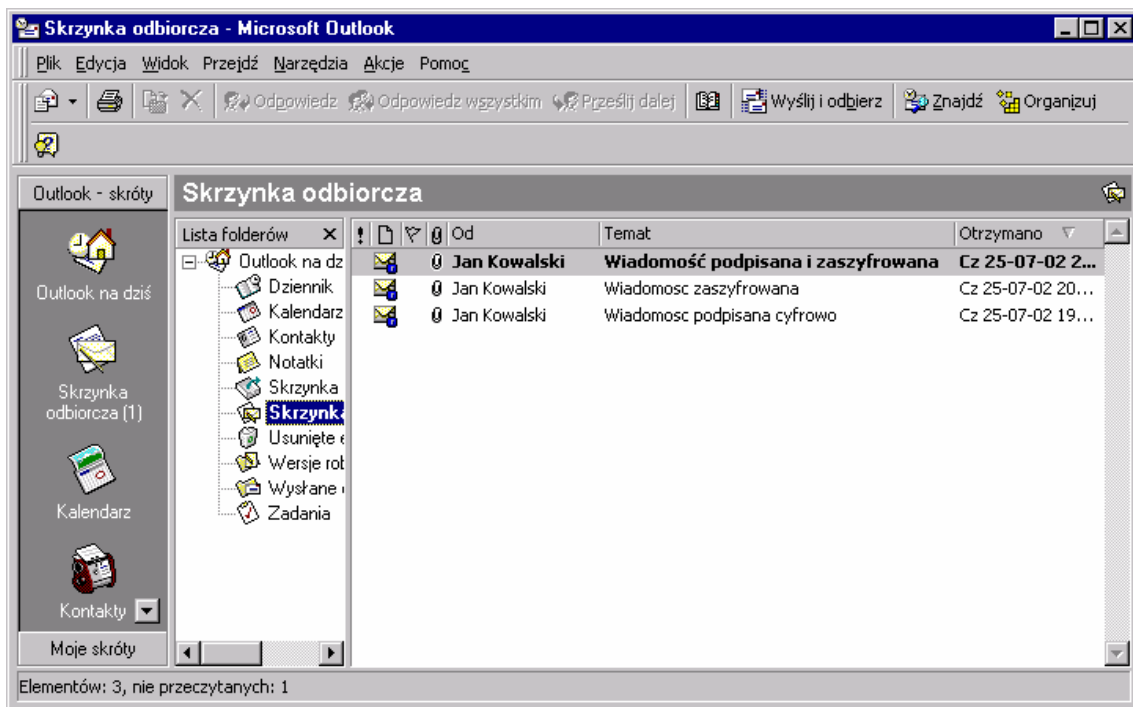 Skrzynka odbiorcza - Microsoft Outlook
Plik Edycja Widok Przejdź Narzędzia Akcje Pomoc
Odpowiedz Odpowiedz wszystkim Prześlij dalej Wyślij i odbierz Znajdź Organizuj
Outlook - skróty
Outlook na dziś
Skrzynka
odbiorcza (1)
Kalendarz
Kontakty
Moje skróty
Skrzynka odbiorcza
Lista folderów
Outlook na dz
Dziennik
Kalendarz
Kontakty
Notatki
Skrzynka
Skrzynka
Usunięte e
Wersje rob
Wysłane
Zadania
! Od Temat Otrzymano
Jan Kowalski Wiadomość podpisana i zaszyfrowana Cz 25-07-02 2...
Jan Kowalski Wiadomosc zaszyfrowana Cz 25-07-02 20...
Jan Kowalski Wiadomosc podpisana cyfrowo Cz 25-07-02 19...
Elementów: 3, nie przeczytanych: 1